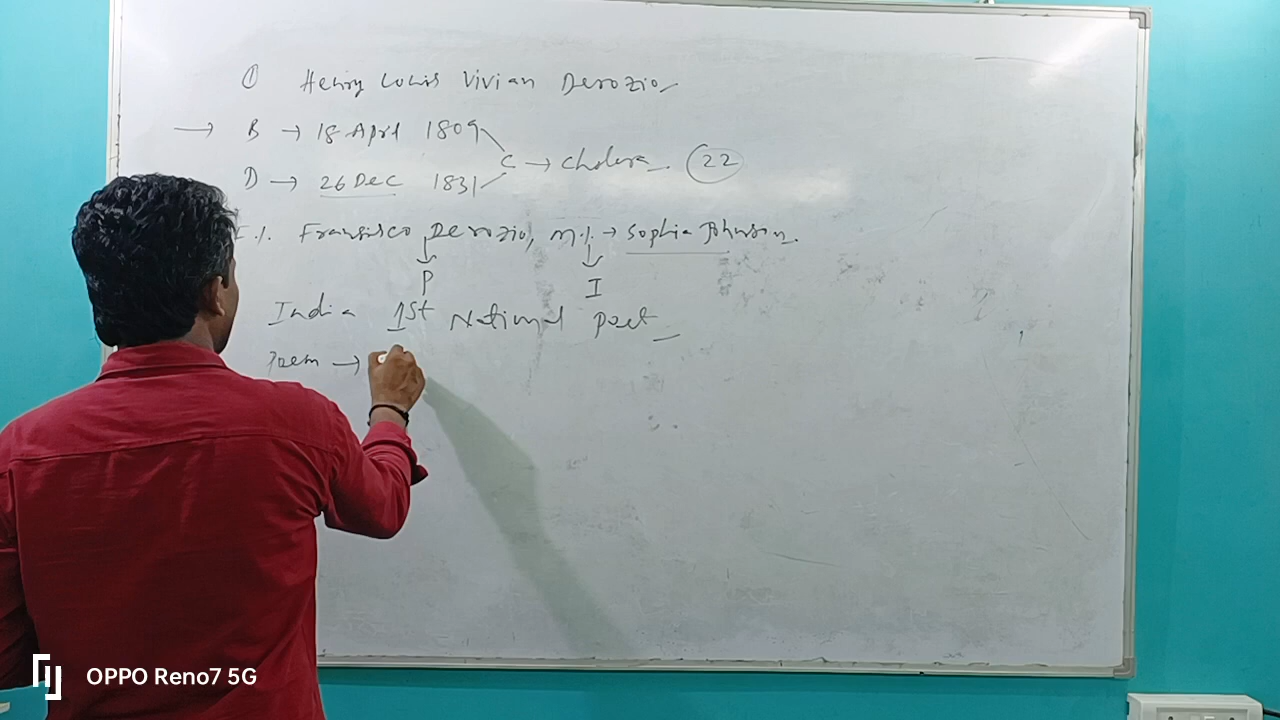 ① Henry Louis Vivian Derozio
→ B → 18 April 1809
C → cholera. 22
D → 26 Dec 1831
F.\. Fransisco Derozio, M.\. → Sophia Johnson.
P I
India 1st National Poet
Poem →
OPPO Reno7 5G